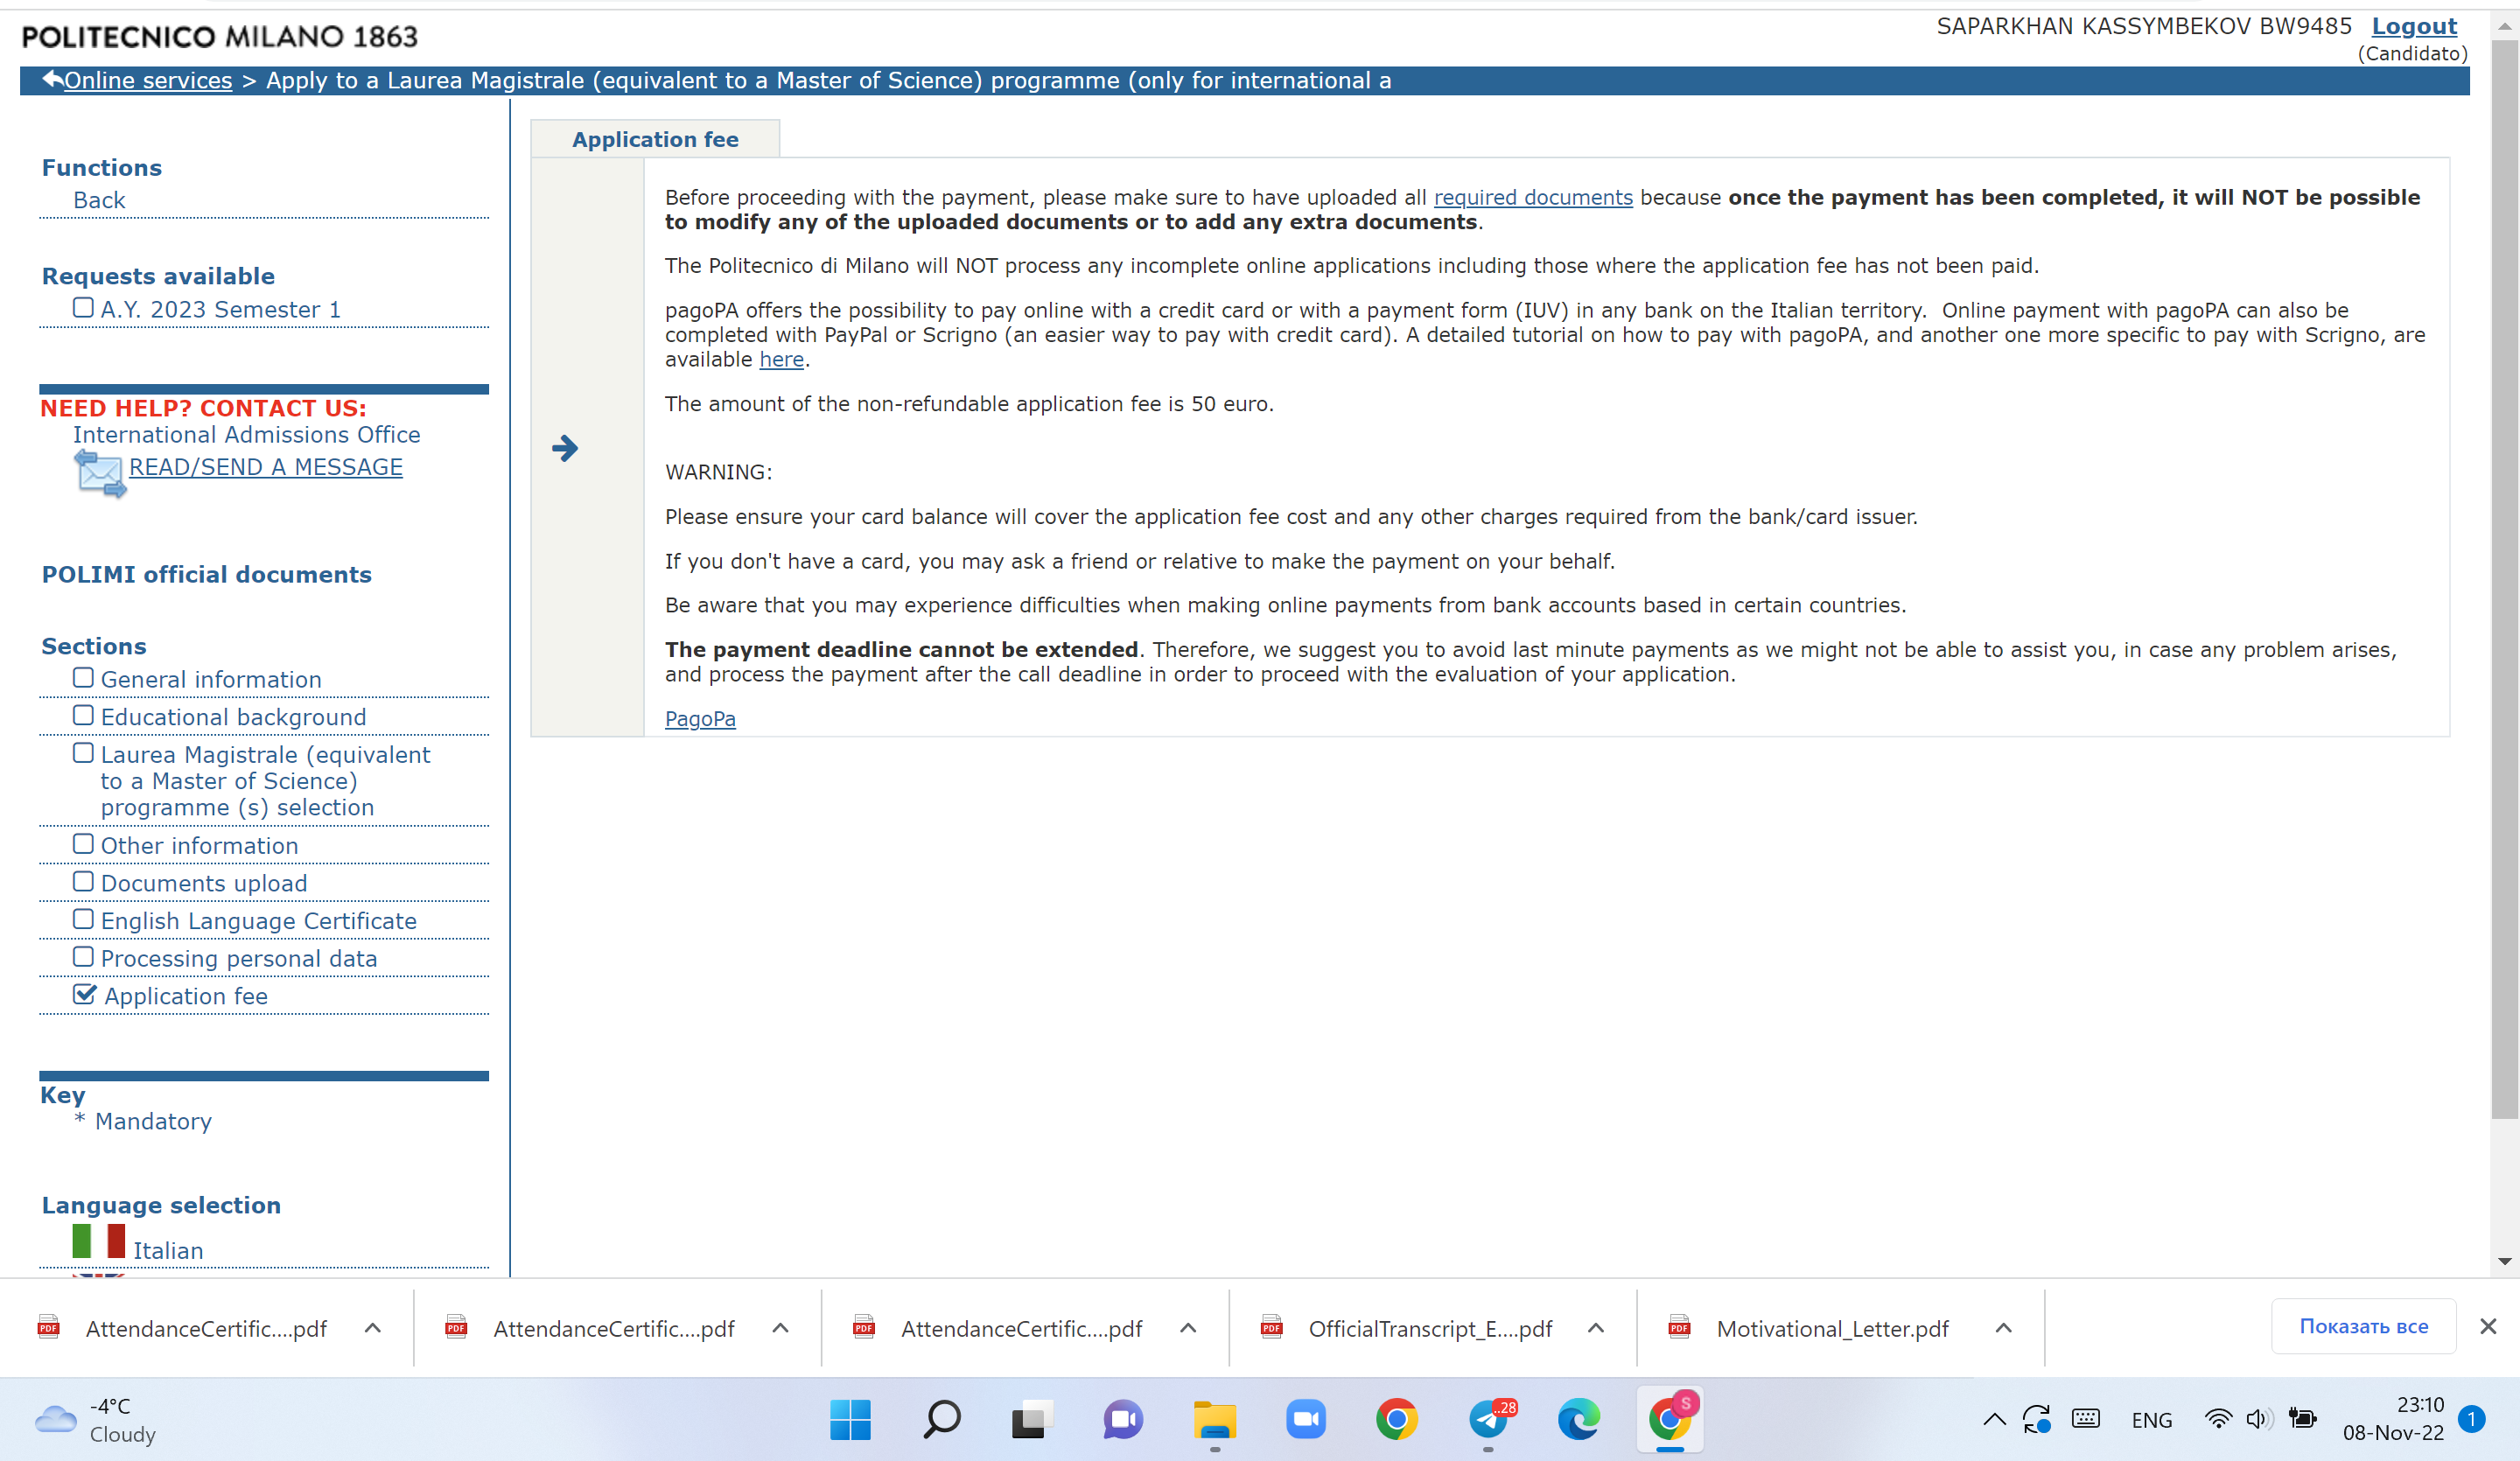 POLITECNICO MILANO 1863
SAPARKHAN KASSYMBEKOV BW9485 Logout
(Candidato)
Online services > Apply to a Laurea Magistrale (equivalent to a Master of Science) programme (only for international a
Functions
Back
Requests available
A.Y. 2023 Semester 1
NEED HELP? CONTACT US:
International Admissions Office
READ/SEND A MESSAGE
POLIMI official documents
Sections
General information
Educational background
Laurea Magistrale (equivalent
to a Master of Science)
programme (s) selection
Other information
Documents upload
English Language Certificate
Processing personal data
Application fee
Key
* Mandatory
Language selection
Italian
Application fee
Before proceeding with the payment, please make sure to have uploaded all required documents because once the payment has been completed, it will NOT be possible
to modify any of the uploaded documents or to add any extra documents.
The Politecnico di Milano will NOT process any incomplete online applications including those where the application fee has not been paid.
pagoPA offers the possibility to pay online with a credit card or with a payment form (IUV) in any bank on the Italian territory.  Online payment with pagoPA can also be
completed with PayPal or Scrigno (an easier way to pay with credit card). A detailed tutorial on how to pay with pagoPA, and another one more specific to pay with Scrigno, are
available here.
The amount of the non-refundable application fee is 50 euro.
WARNING:
Please ensure your card balance will cover the application fee cost and any other charges required from the bank/card issuer.
If you don't have a card, you may ask a friend or relative to make the payment on your behalf.
Be aware that you may experience difficulties when making online payments from bank accounts based in certain countries.
The payment deadline cannot be extended. Therefore, we suggest you to avoid last minute payments as we might not be able to assist you, in case any problem arises,
and process the payment after the call deadline in order to proceed with the evaluation of your application.
PagoPa
PDF AttendanceCertific....pdf
PDF AttendanceCertific....pdf
PDF AttendanceCertific....pdf
PDF OfficialTranscript_E....pdf
PDF Motivational_Letter.pdf
Показать все
-4°C
Cloudy
..28
S
ENG
23:10
08-Nov-22
1